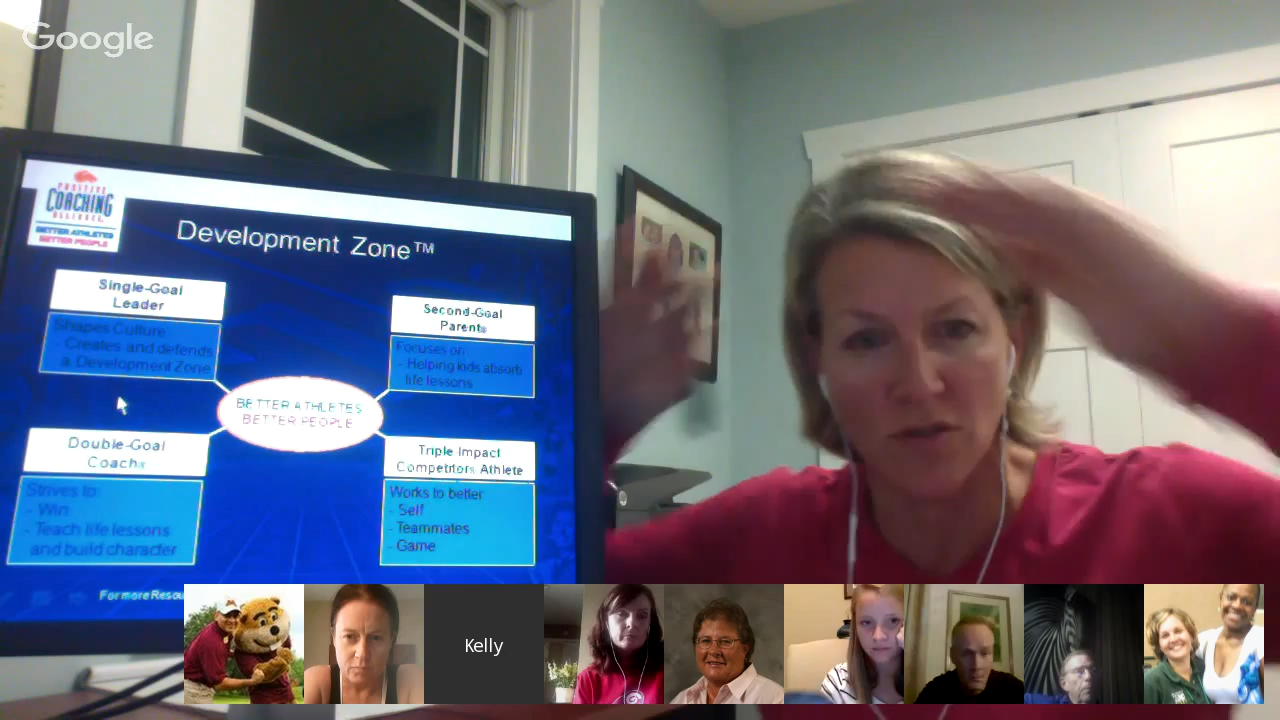 Google
POSITIVE
COACHING
ALLIANCE
BETTER ATHLETES
BETTER PEOPLE
Development Zone™
Single-Goal
Leader
Shapes Culture
- Creates and defends
a Development Zone
Second-Goal
Parent®
Focuses on:
- Helping kids absorb
life lessons
BETTER ATHLETES
BETTER PEOPLE
Double-Goal
Coach®
Strives to:
- Win
- Teach life lessons
and build character
Triple Impact
Competitor® Athlete
Works to better:
- Self
- Teammates
- Game
For more
Kelly